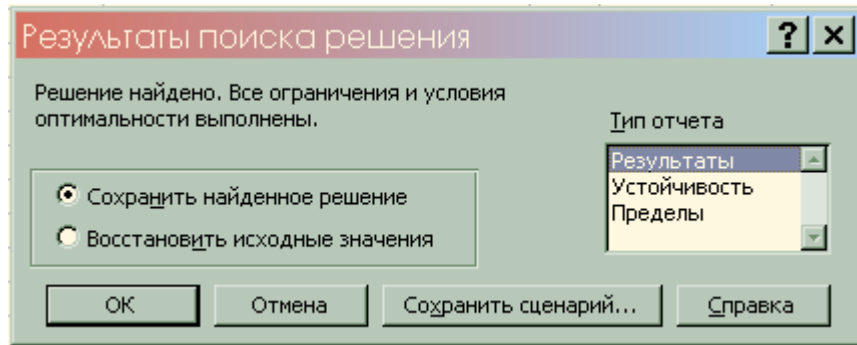 Результаты поиска решения
Решение найдено. Все ограничения и условия
оптимальности выполнены.
Тип отчета
Результаты
Устойчивость
Пределы
Сохранить найденное решение
Восстановить исходные значения
ОК
Отмена
Сохранить сценарий...
Справка